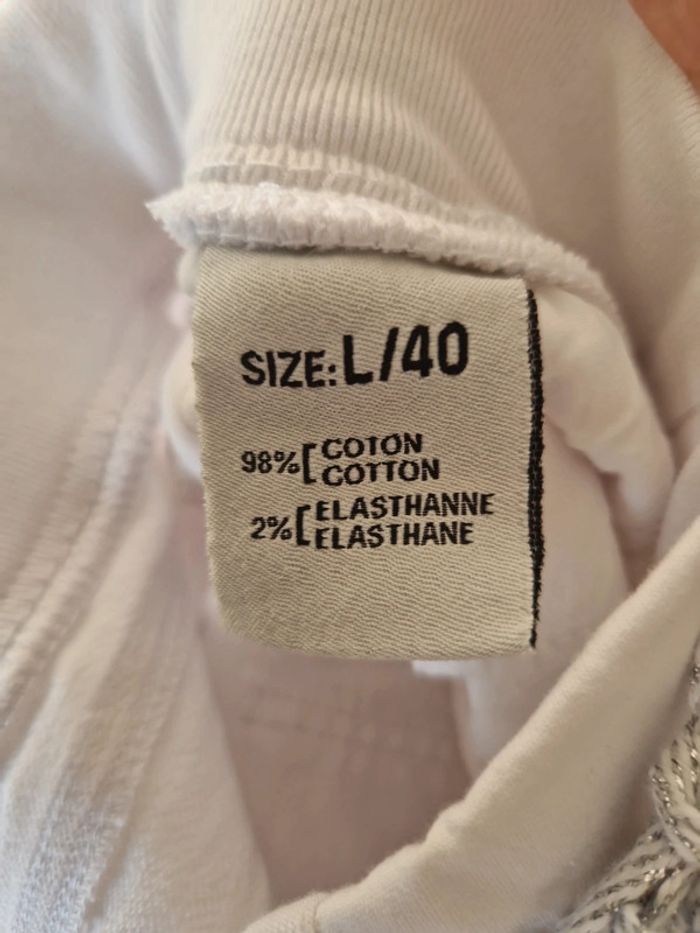 SIZE: L/40
98% [ COTON
COTTON
2% [ ELASTHANNE
ELASTHANE